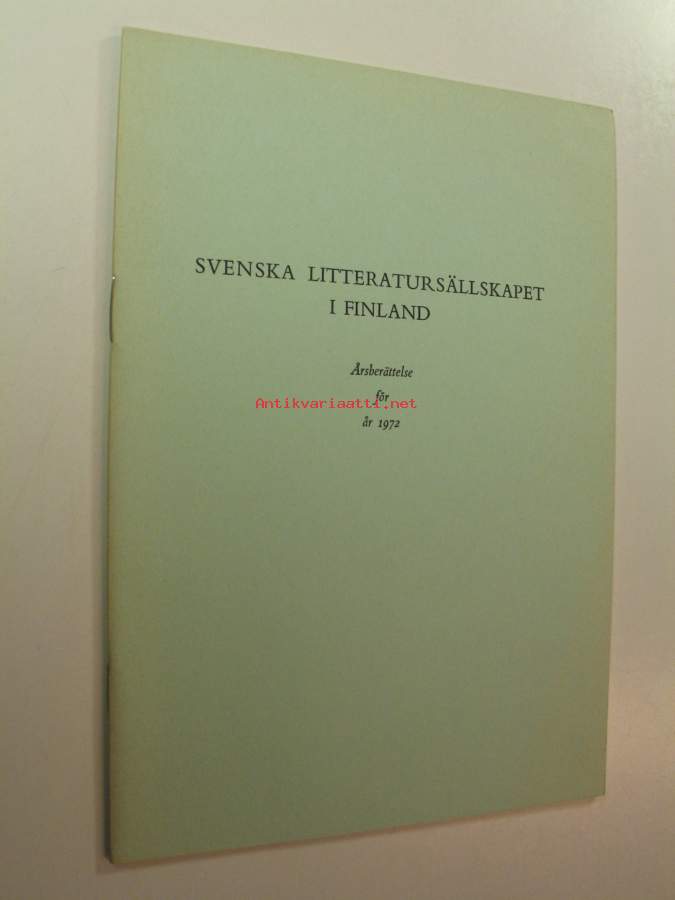 SVENSKA LITTERATURSÄLLSKAPET
I FINLAND
Årsberättelse
för
Antikvariaatti.net
år 1972